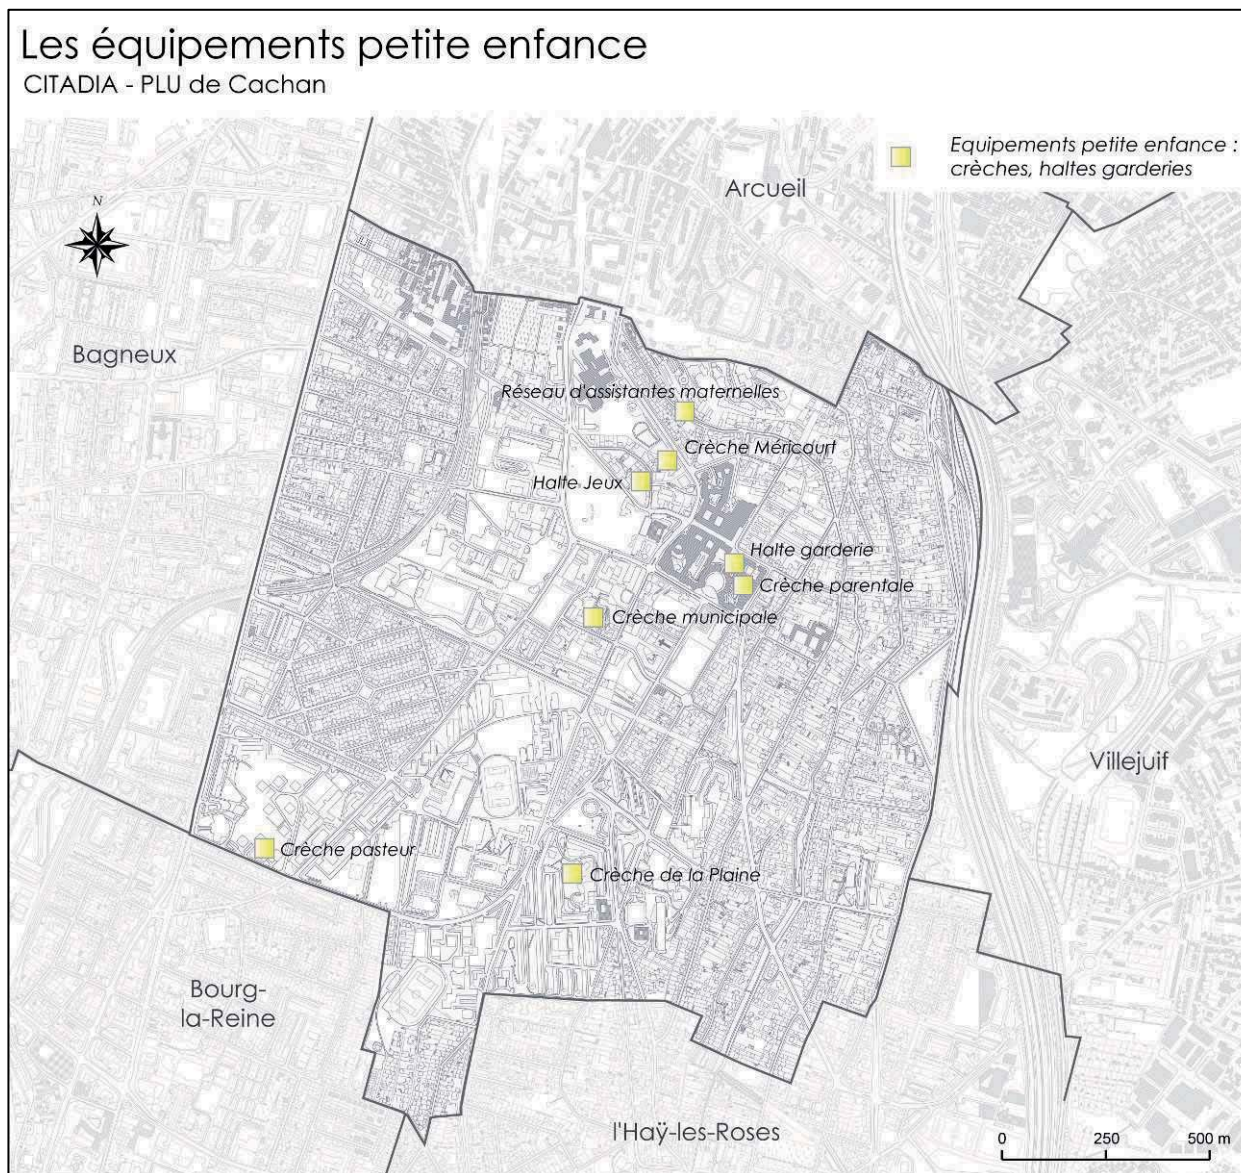 Les équipements petite enfance
CITADIA - PLU de Cachan
Equipements petite enfance :
crèches, haltes garderies
Arcueil
N
Bagneux
Réseau d'assistantes maternelles
Crèche Méricourt
Halte Jeux
Halte garderie
Crèche parentale
Crèche municipale
Villejuif
Crèche pasteur
Crèche de la Plaine
Bourg-
la-Reine
l'Haÿ-les-Roses
0 250 500 m